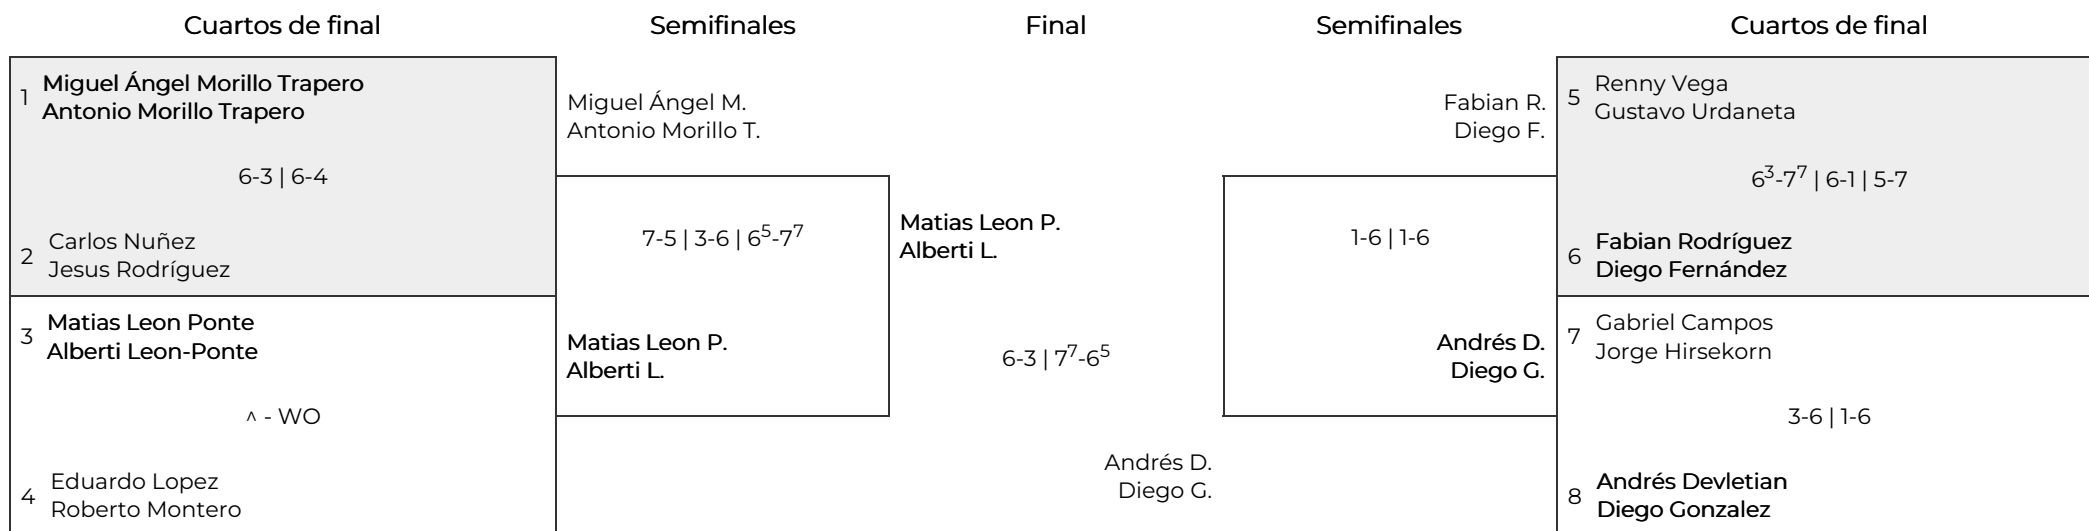 Cuartos de final
Semifinales
Final
Semifinales
Cuartos de final
1
Miguel Ángel Morillo Trapero
Antonio Morillo Trapero
6-3 | 6-4
2
Carlos Nuñez
Jesus Rodríguez
3
Matias Leon Ponte
Alberti Leon-Ponte
^ - WO
4
Eduardo Lopez
Roberto Montero
Miguel Ángel M.
Antonio Morillo T.
7-5 | 3-6 | 6⁵-7⁷
Matias Leon P.
Alberti L.
Matias Leon P.
Alberti L.
6-3 | 7⁷-6⁵
Andrés D.
Diego G.
Fabian R.
Diego F.
1-6 | 1-6
Andrés D.
Diego G.
5
Renny Vega
Gustavo Urdaneta
6³-7⁷ | 6-1 | 5-7
6
Fabian Rodríguez
Diego Fernández
7
Gabriel Campos
Jorge Hirsekorn
3-6 | 1-6
8
Andrés Devletian
Diego Gonzalez